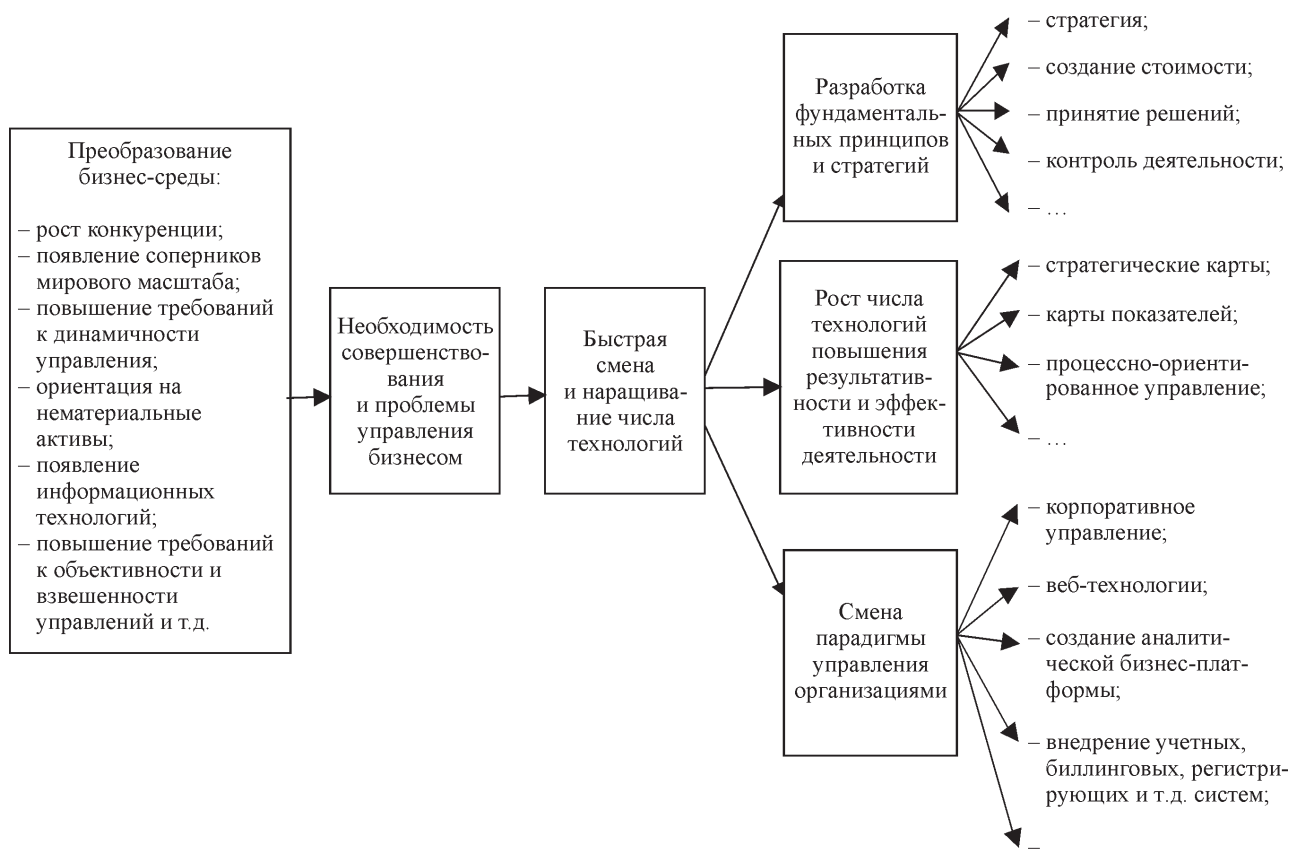 Преобразование
бизнес-среды:
– рост конкуренции;
– появление соперников
мирового масштаба;
– повышение требований
к динамичности
управления;
– ориентация на
нематериальные
активы;
– появление
информационных
технологий;
– повышение требований
к объективности и
взвешенности
управлений и т.д.
Необходимость
совершенство-
вания
и проблемы
управления
бизнесом
Быстрая
смена
и наращива-
ние числа
технологий
Разработка
фундаменталь-
ных принципов
и стратегий
– стратегия;
– создание стоимости;
– принятие решений;
– контроль деятельности;
– …
Рост числа
технологий
повышения
результатив-
ности и эффек-
тивности
деятельности
– стратегические карты;
– карты показателей;
– процессно-ориенти-
рованное управление;
– …
Смена
парадигмы
управления
организациями
– корпоративное
управление;
– веб-технологии;
– создание аналити-
ческой бизнес-плат-
формы;
– внедрение учетных,
биллинговых, регистри-
рующих и т.д. систем;
–